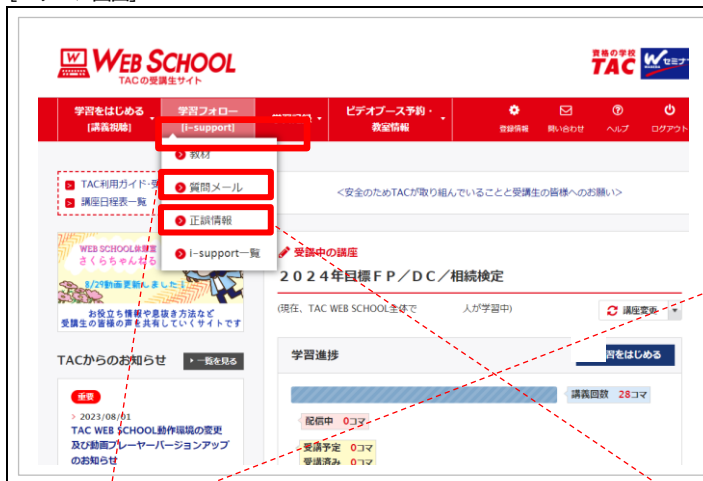 W WEB SCHOOL
TACの受講生サイト
資格の学校
TAC Wセミナー
学習をはじめる
[講義視聴]
学習フォロー
[i-support]
ビデオブース予約・
教室情報
登録情報
問い合わせ
ヘルプ
ログアウト
教材
質問メール
正誤情報
i-support一覧
TAC利用ガイド・受
講座日程表一覧
<安全のためTACが取り組んでいることと受講生の皆様へのお願い>
WEB SCHOOL休憩室
さくらちゃんねる
8/29動画更新しました!
お役立ち情報や息抜き方法など
受講生の皆様の声を共有していくサイトです
受講中の講座
2024年目標FP/DC/相続検定
(現在、TAC WEB SCHOOL全体で 人が学習中)
講座変更
TACからのお知らせ
一覧を見る
重要
> 2023/08/01
TAC WEB SCHOOL動作環境の変更
及び動画プレーヤーバージョンアップ
のお知らせ
学習進捗
習をはじめる
講義回数 28コマ
配信中 0コマ
受講予定 0コマ
受講済み 0コマ